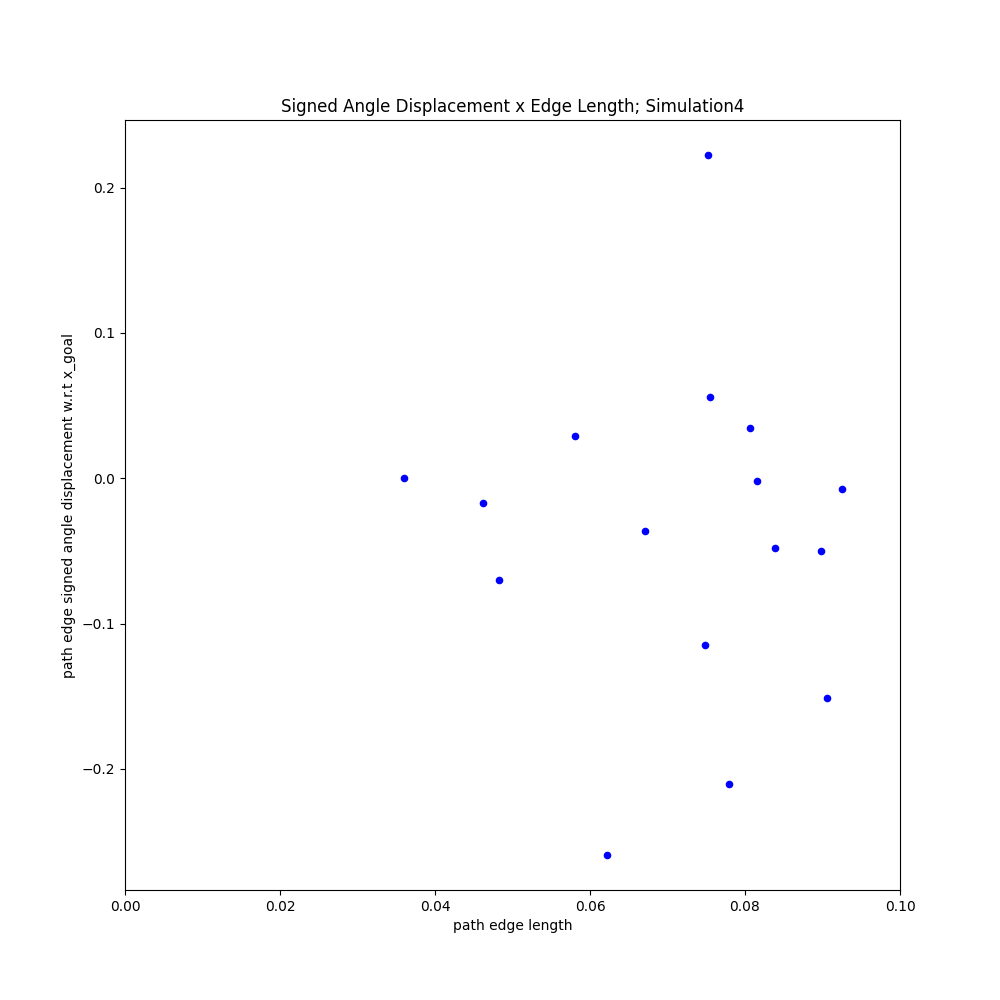 Signed Angle Displacement x Edge Length; Simulation4
0.2
0.1
0.0
−0.1
−0.2
path edge signed angle displacement w.r.t x_goal
0.00 0.02 0.04 0.06 0.08 0.10
path edge length